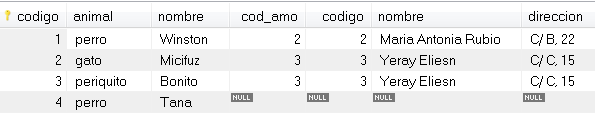 codigo animal nombre cod_amo codigo nombre direccion
1 perro Winston 2 2 Maria Antonia Rubio C/ B, 22
2 gato Micifuz 3 3 Yeray Eliesn C/ C, 15
3 periquito Bonito 3 3 Yeray Eliesn C/ C, 15
4 perro Tana NULL NULL NULL NULL